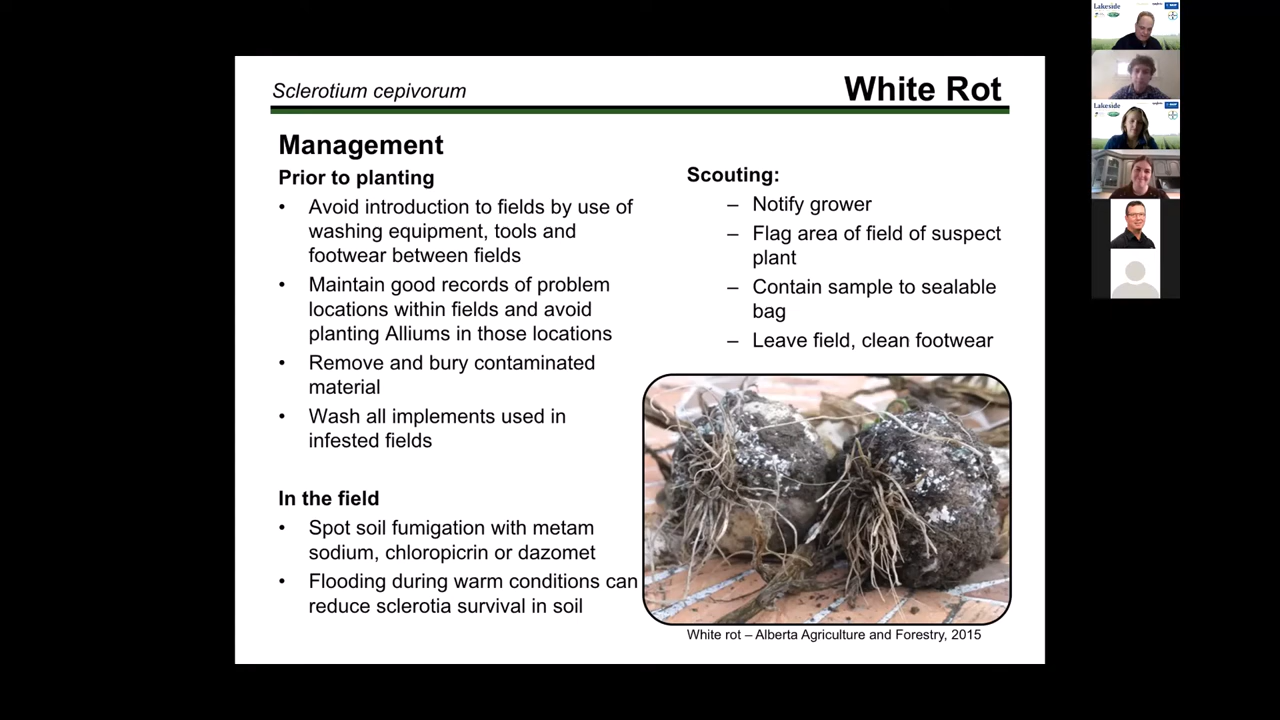 Sclerotium cepivorum
White Rot
Management
Prior to planting
• Avoid introduction to fields by use of
washing equipment, tools and
footwear between fields
• Maintain good records of problem
locations within fields and avoid
planting Alliums in those locations
• Remove and bury contaminated
material
• Wash all implements used in
infested fields
In the field
• Spot soil fumigation with metam
sodium, chloropicrin or dazomet
• Flooding during warm conditions can
reduce sclerotia survival in soil
Scouting:
– Notify grower
– Flag area of field of suspect
plant
– Contain sample to sealable
bag
– Leave field, clean footwear
White rot – Alberta Agriculture and Forestry, 2015
Lakeside
Lakeside